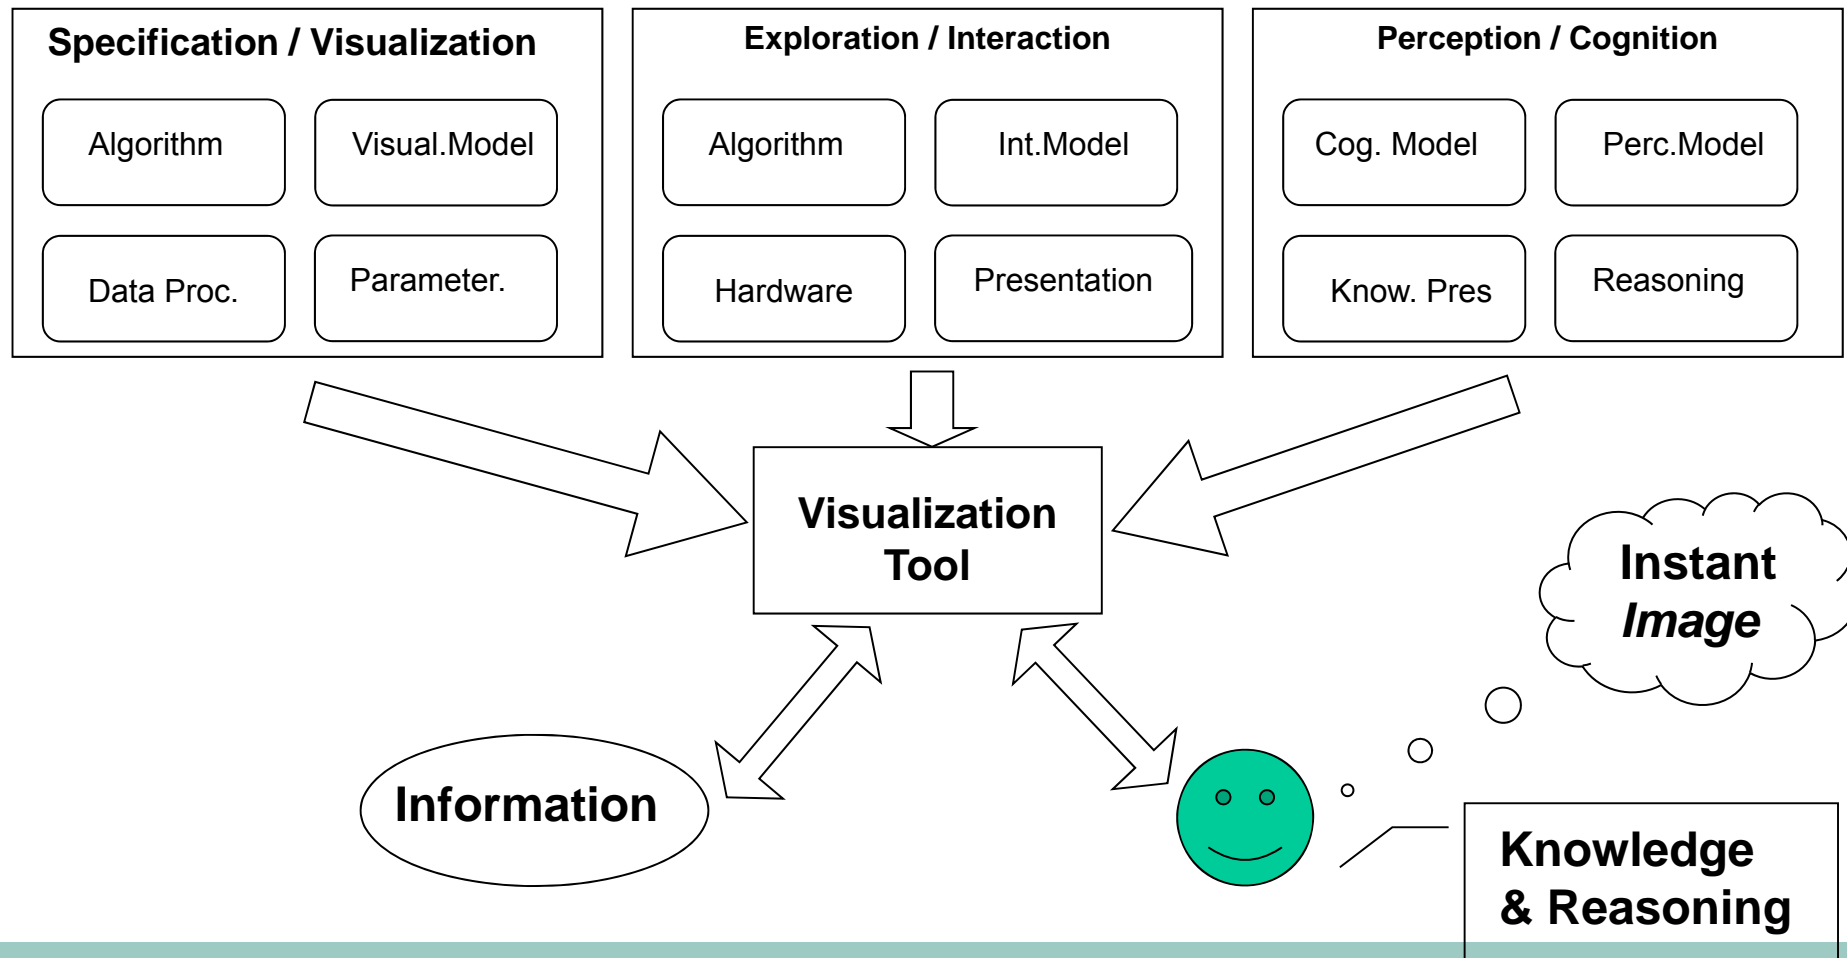 Specification / Visualization
Algorithm
Visual.Model
Data Proc.
Parameter.
Exploration / Interaction
Algorithm
Int.Model
Hardware
Presentation
Perception / Cognition
Cog. Model
Perc.Model
Know. Pres
Reasoning
Visualization
Tool
Instant
Image
Information
Knowledge
& Reasoning